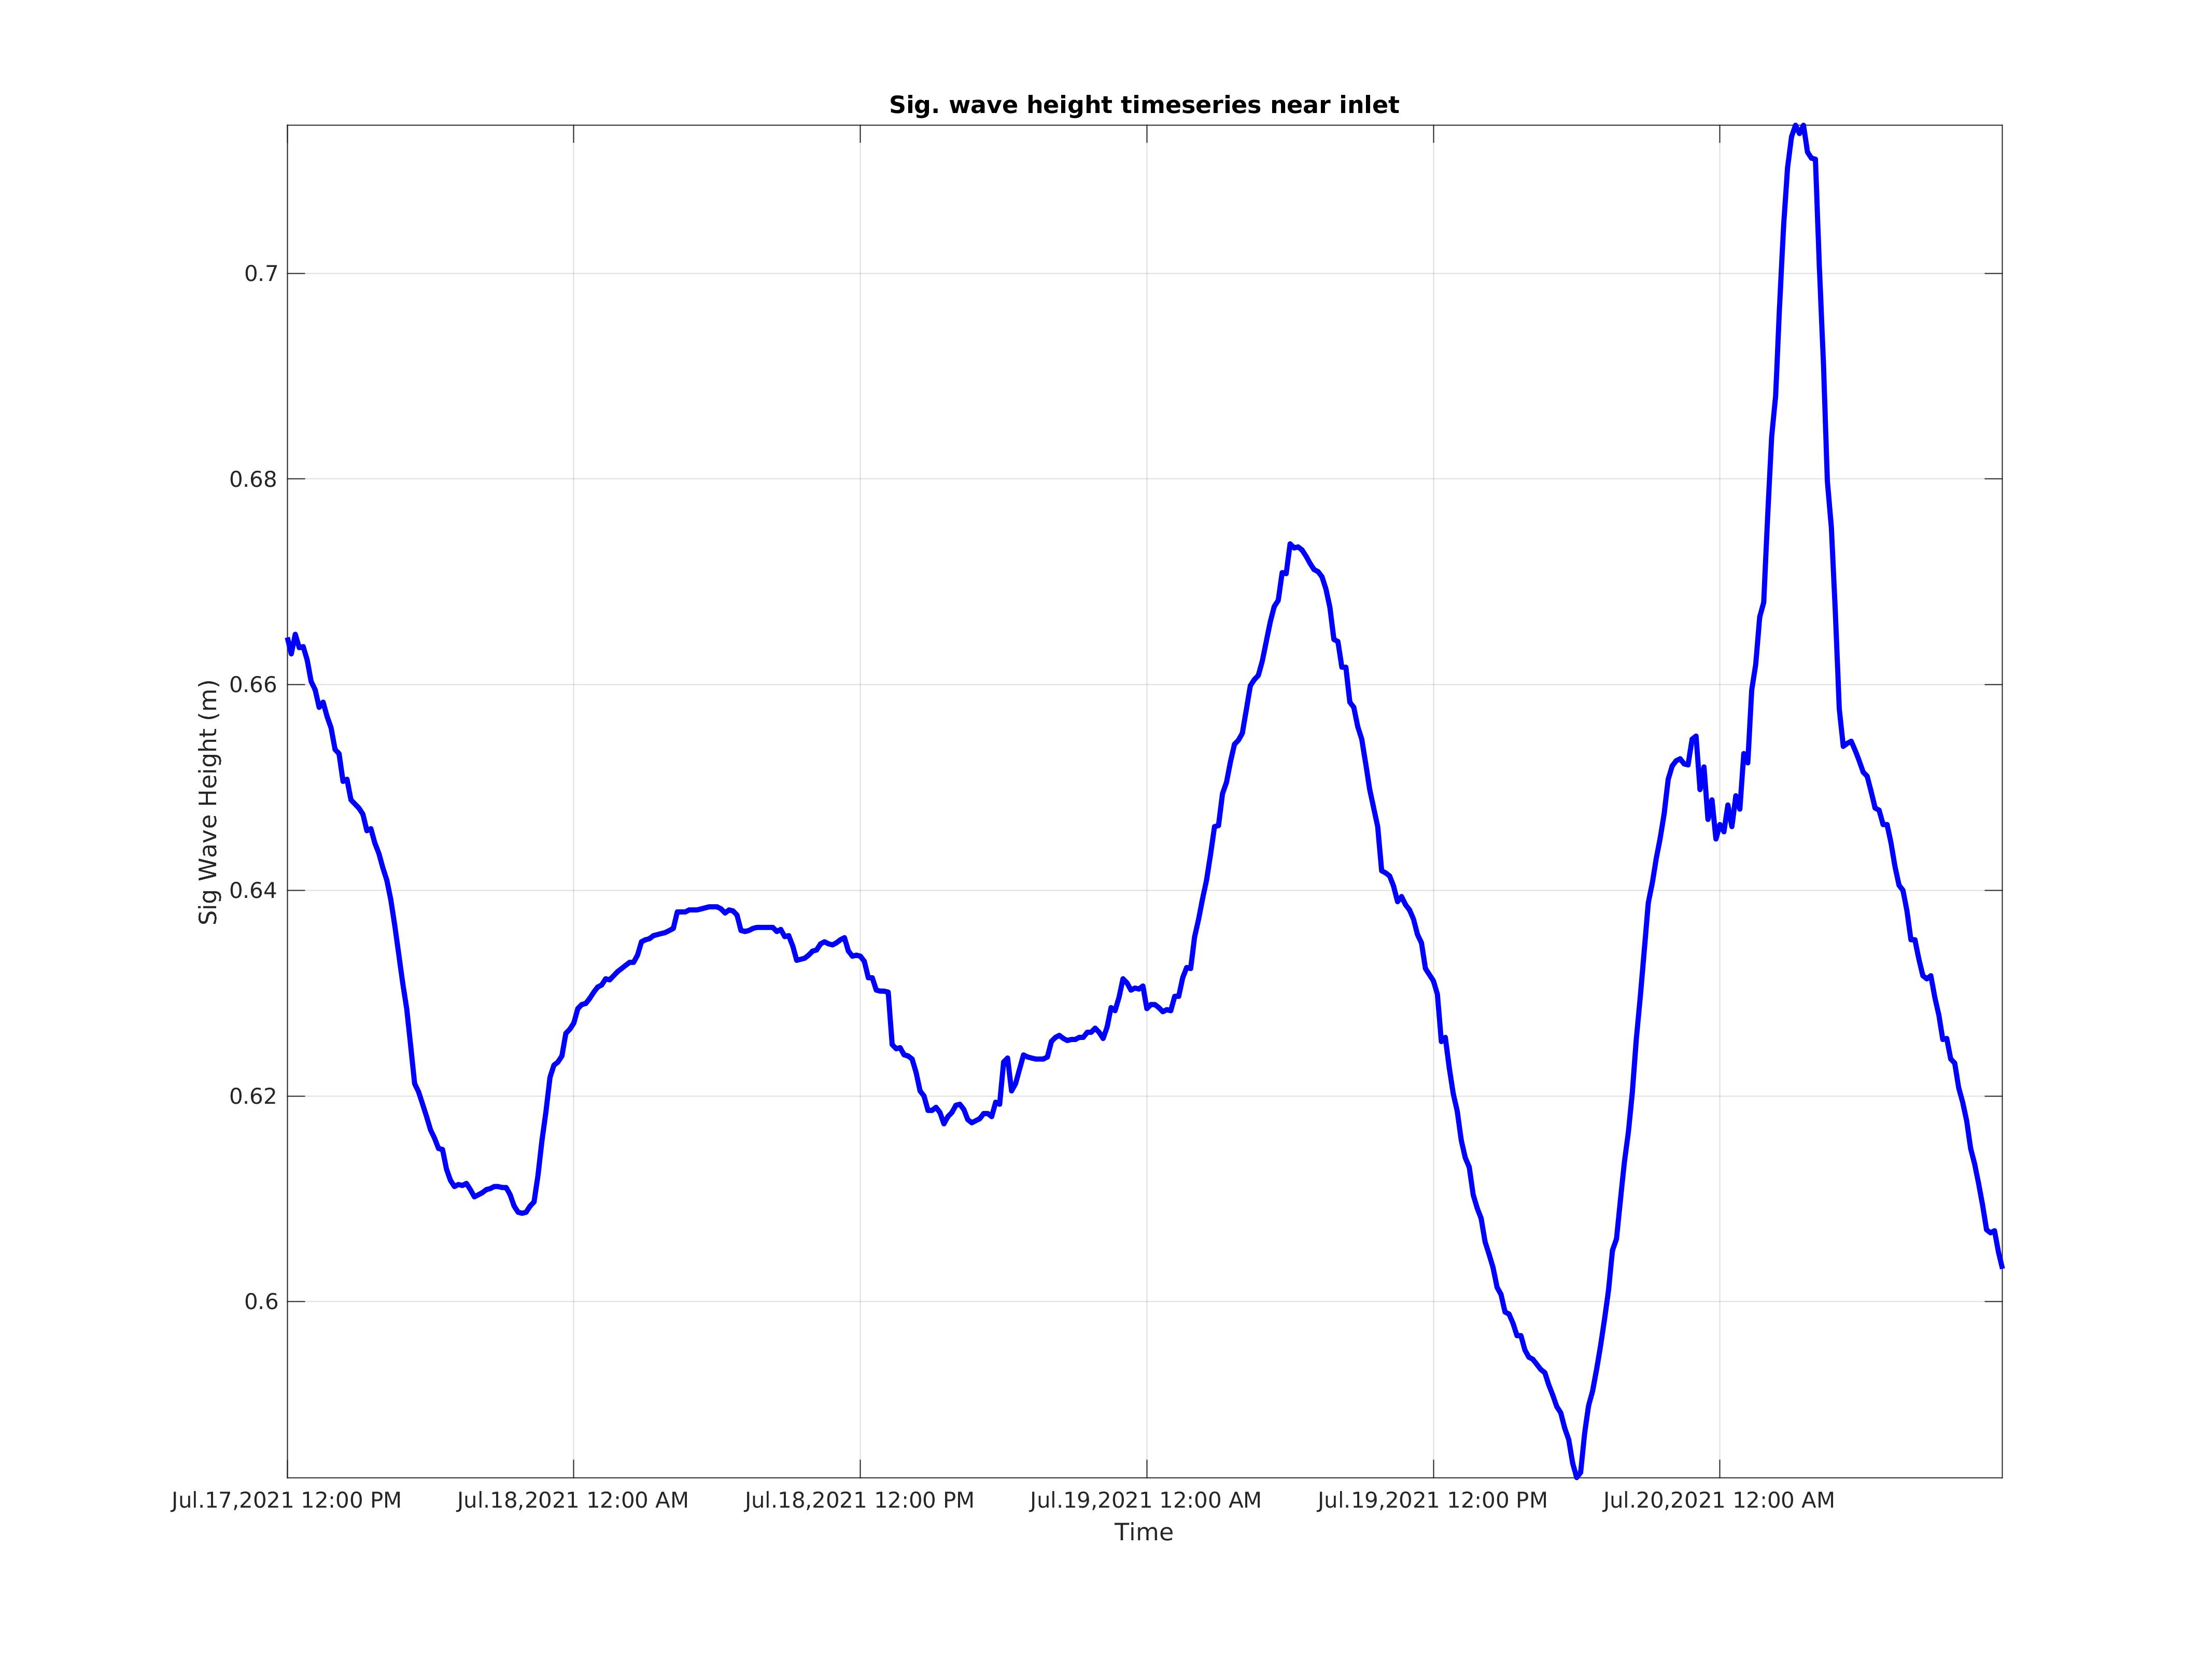 Sig. wave height timeseries near inlet
0.7
0.68
0.66
0.64
0.62
0.6
Sig Wave Height (m)
Jul.17,2021 12:00 PM
Jul.18,2021 12:00 AM
Jul.18,2021 12:00 PM
Jul.19,2021 12:00 AM
Jul.19,2021 12:00 PM
Jul.20,2021 12:00 AM
Time